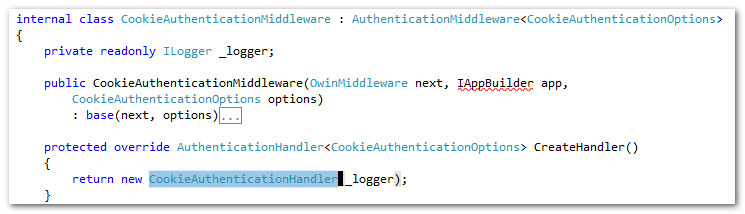 internal class CookieAuthenticationMiddleware : AuthenticationMiddleware<CookieAuthenticationOptions>
{
private readonly ILogger _logger;
public CookieAuthenticationMiddleware(OwinMiddleware next, IAppBuilder app,
CookieAuthenticationOptions options)
: base(next, options)...
protected override AuthenticationHandler<CookieAuthenticationOptions> CreateHandler()
{
return new CookieAuthenticationHandler(_logger);
}